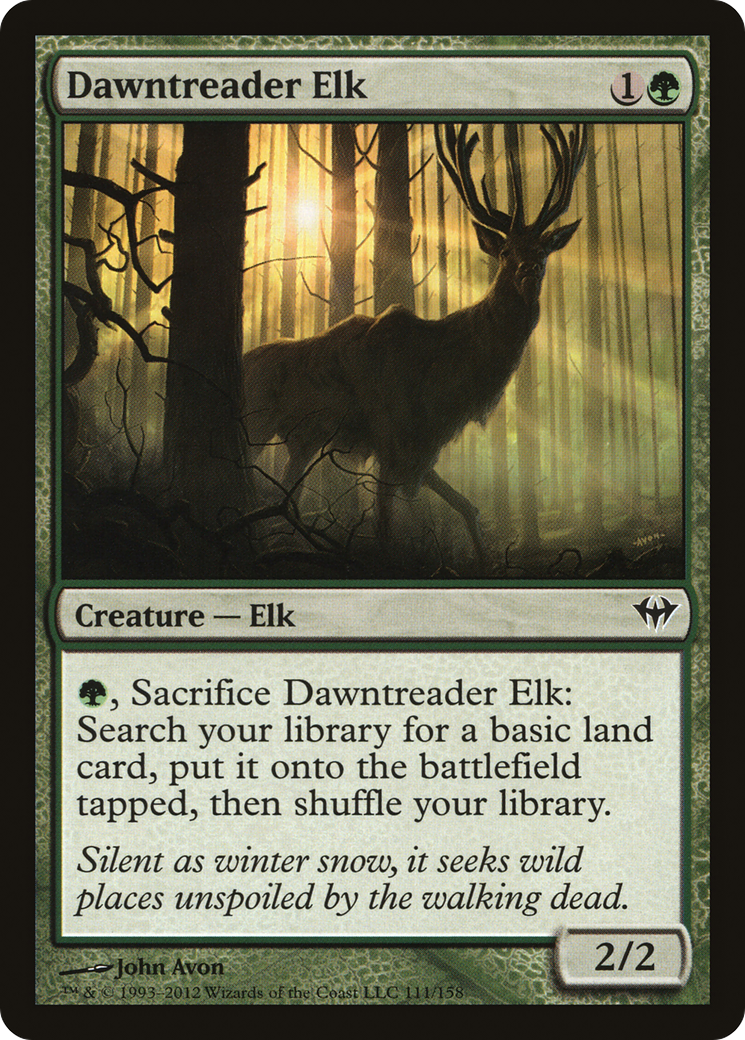 Dawntreader Elk 1
-AVON-
Creature — Elk
, Sacrifice Dawntreader Elk:
Search your library for a basic land
card, put it onto the battlefield
tapped, then shuffle your library.
Silent as winter snow, it seeks wild
places unspoiled by the walking dead.
2/2
John Avon
™ & © 1993–2012 Wizards of the Coast LLC 111/158